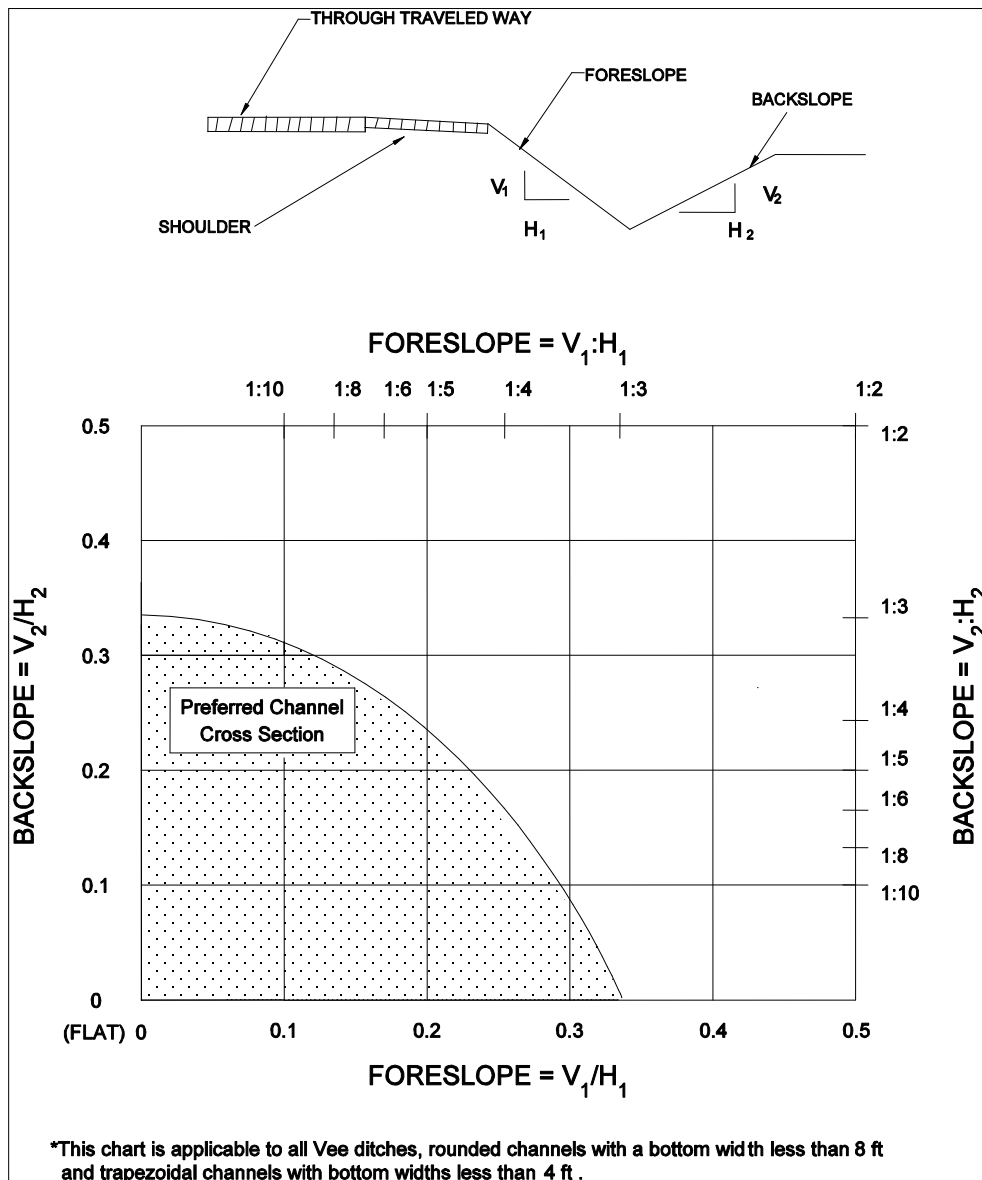 THROUGH TRAVELED WAY
FORESLOPE
BACKSLOPE
V1
H1
V2
H2
SHOULDER
FORESLOPE = V1:H1
1:10 1:8 1:6 1:5 1:4 1:3 1:2
0.5
0.4
0.3
0.2
0.1
0
BACKSLOPE = V2/H2
Preferred Channel
Cross Section
1:2
1:3
1:4
1:5
1:6
1:8
1:10
BACKSLOPE = V2:H2
(FLAT) 0 0.1 0.2 0.3 0.4 0.5
FORESLOPE = V1/H1
*This chart is applicable to all Vee ditches, rounded channels with a bottom width less than 8 ft
and trapezoidal channels with bottom widths less than 4 ft .